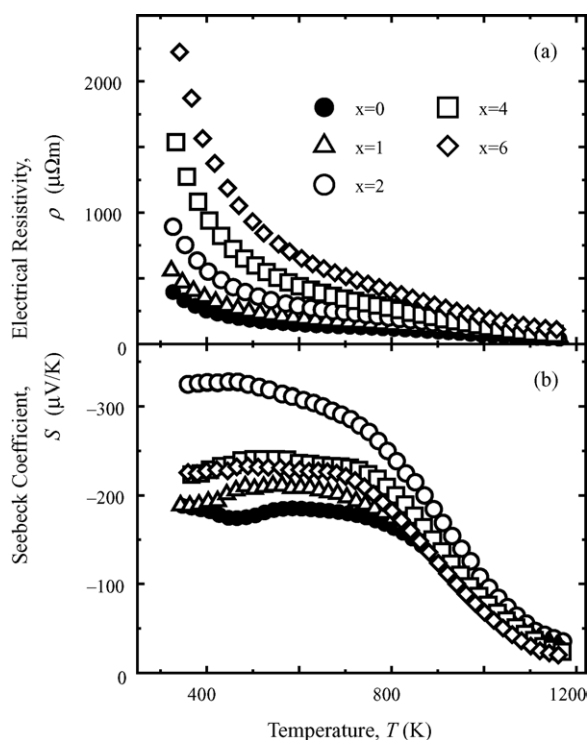 Electrical Resistivity,
ρ (μΩm)
2000
1000
0
(a)
x=0
x=1
x=2
x=4
x=6
Seebeck Coefficient,
S (μV/K)
−300
−200
−100
0
(b)
400
800
1200
Temperature, T (K)